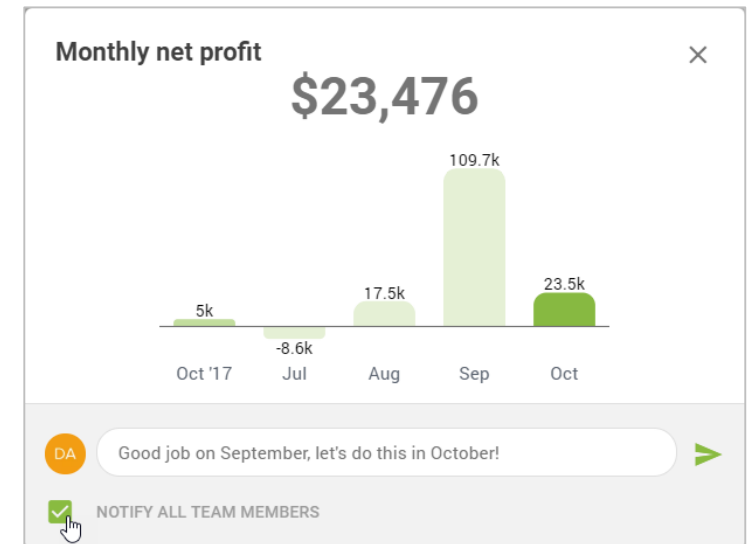 Monthly net profit
$23,476
109.7k
23.5k
17.5k
5k
-8.6k
Oct '17 Jul Aug Sep Oct
DA Good job on September, let's do this in October!
NOTIFY ALL TEAM MEMBERS